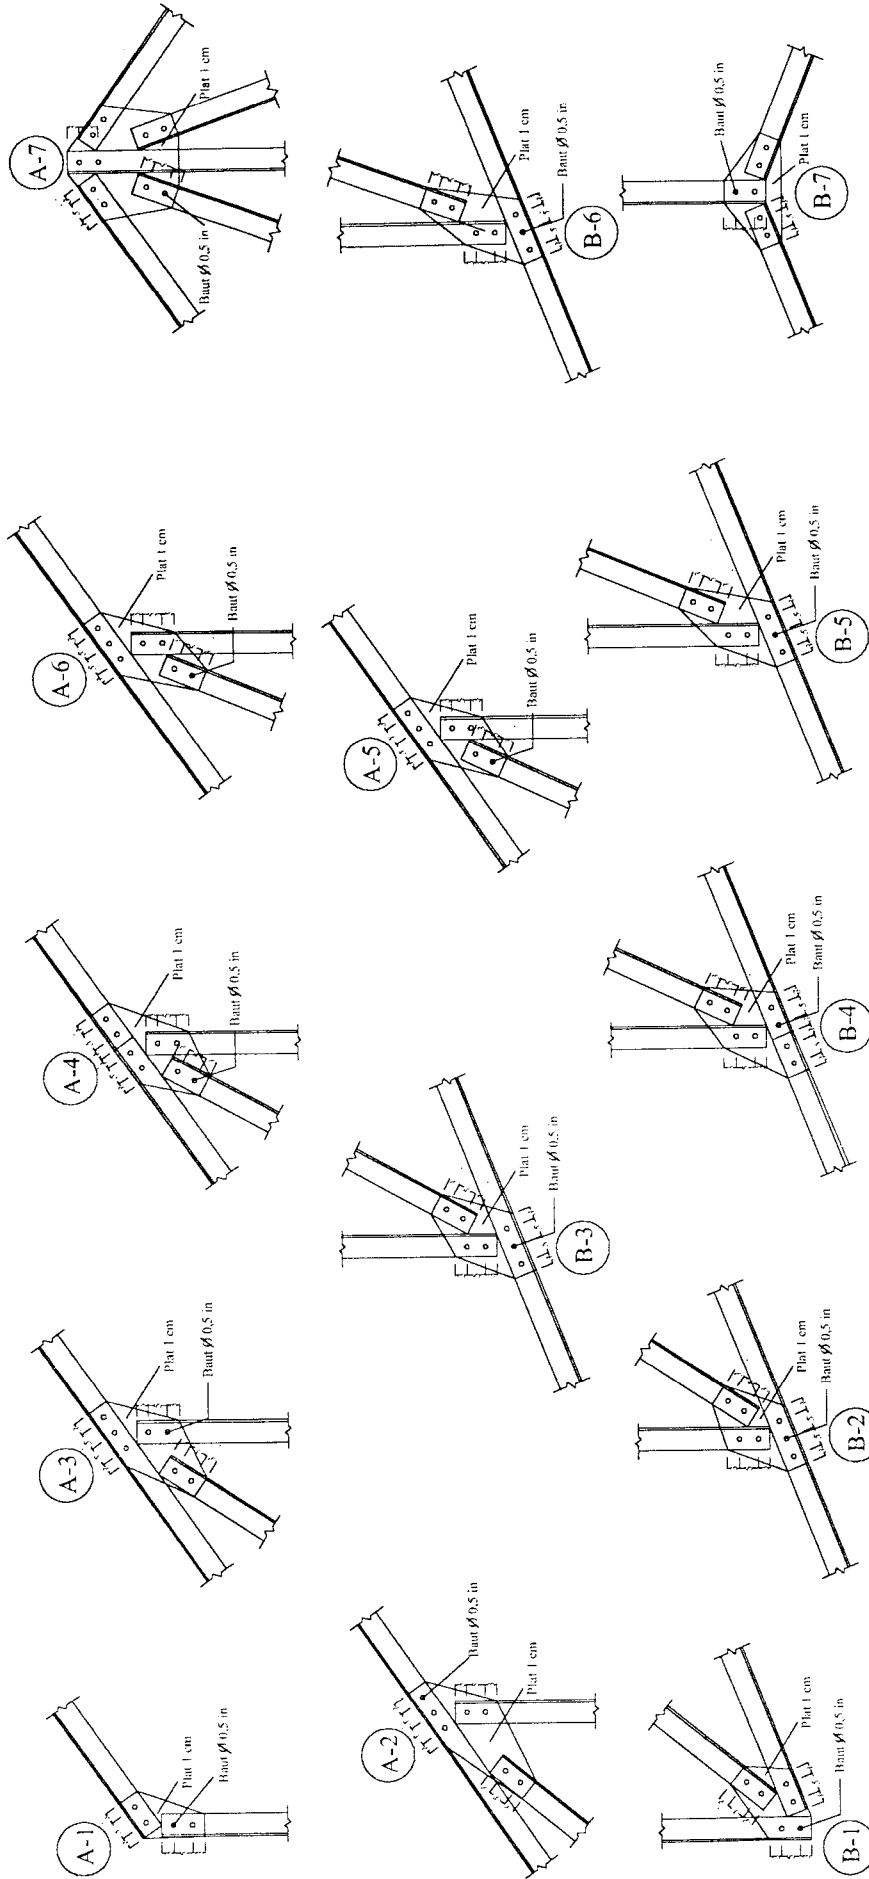 A-7
Plat 1 cm
Baut Ø 0,5 in
Plat 1 cm
Baut Ø 0,5 in
B-6
Baut Ø 0,5 in
Plat 1 cm
B-7
A-6
Plat 1 cm
Baut Ø 0,5 in
A-5
Plat 1 cm
Baut Ø 0,5 in
Plat 1 cm
Baut Ø 0,5 in
B-5
A-4
Plat 1 cm
Baut Ø 0,5 in
Plat 1 cm
Baut Ø 0,5 in
B-3
Plat 1 cm
Baut Ø 0,5 in
B-4
A-3
Plat 1 cm
Baut Ø 0,5 in
Plat 1 cm
Baut Ø 0,5 in
B-2
A-1
Plat 1 cm
Baut Ø 0,5 in
A-2
Baut Ø 0,5 in
Plat 1 cm
Plat 1 cm
Baut Ø 0,5 in
B-1